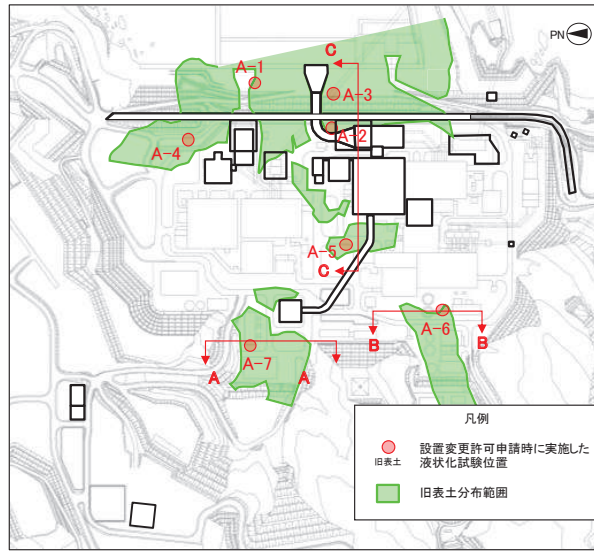 PN
C
A-1
A-3
A-2
A-4
A-5
C
A-6
B
B
A-7
A
A
凡例
設置変更許可申請時に実施した
旧表土
液状化試験位置
旧表土分布範囲